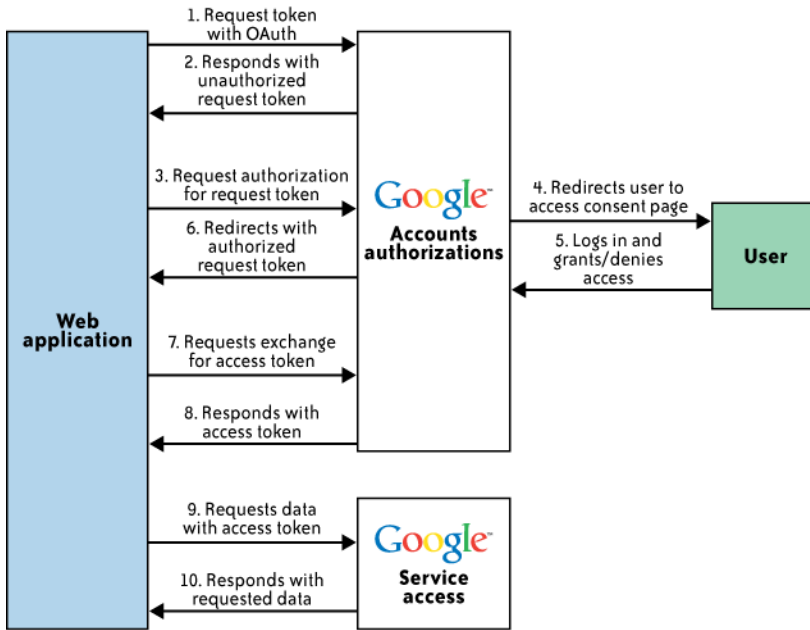 1. Request token
with OAuth
2. Responds with
unauthorized
request token
3. Request authorization
for request token
Google™
Accounts
authorizations
4. Redirects user to
access consent page
6. Redirects with
authorized
request token
5. Logs in and
grants/denies
access
User
Web
application
7. Requests exchange
for access token
8. Responds with
access token
9. Requests data
with access token
Google™
Service
access
10. Responds with
requested data